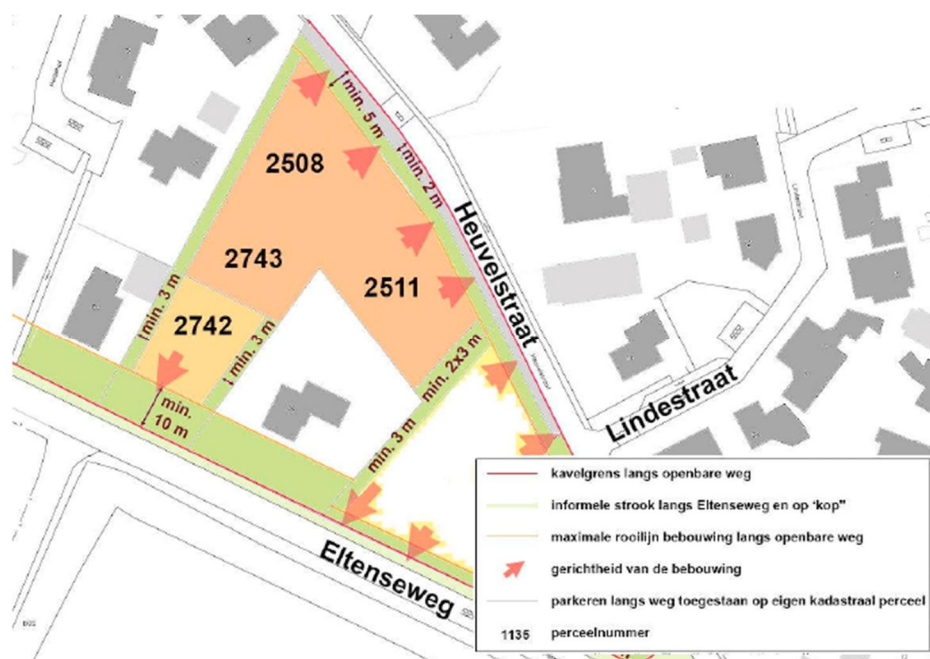 min. 5 m
2508
min. 2 m
Heuvelstraat
2743
2511
min. 3 m
2742
min. 3 m
min. 2x3 m
min.
10 m
min. 3 m
Lindestraat
Eltenseweg
kavelgrens langs openbare weg
informele strook langs Eltenseweg en op 'kop"
maximale rooilijn bebouwing langs openbare weg
gerichtheid van de bebouwing
parkeren langs weg toegestaan op eigen kadastraal perceel
1135 perceelnummer